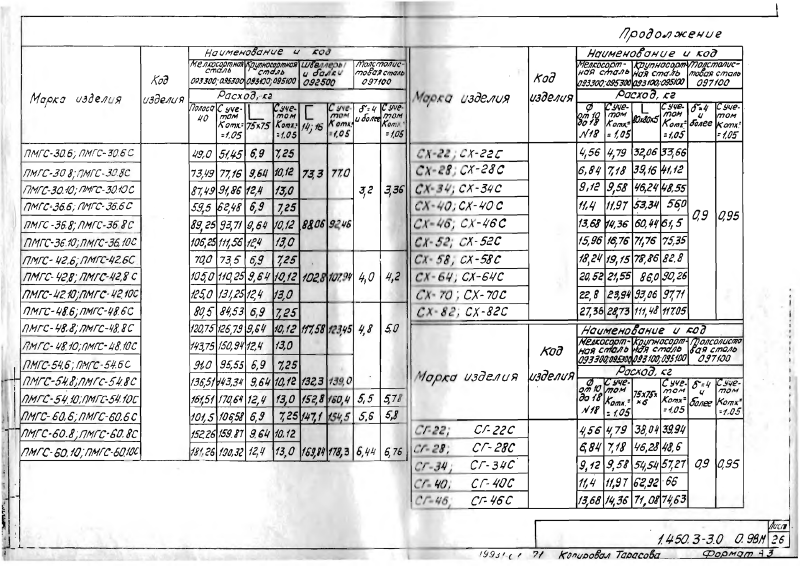 Продолжение
Марка изделия
Код изделия
Наименование и код
Мелкосортная сталь 093300; 095300
Крупносортная сталь 093100; 095100
Швеллеры и балки 092500
Толстолистовая сталь 097100
Расход, кг
Полоса 40
С учетом Котх.=1,05
75х75
С учетом Котх.=1,05
14; 16
С учетом Котх.=1,05
δ=4 и более
С учетом Котх.=1,05
ПМГС-30.6; ПМГС-30.6С 49,0 51,45 6,9 7,25
ПМГС-30.8; ПМГС-30.8С 73,49 77,16 9,64 10,12 73,3 77,0
ПМГС-30.10; ПМГС-30.10С 87,49 91,86 12,4 13,0 3,2 3,36
ПМГС-36.6; ПМГС-36.6С 59,5 62,48 6,9 7,25
ПМГС-36.8; ПМГС-36.8С 89,25 93,71 9,64 10,12 88,06 92,46
ПМГС-36.10; ПМГС-36.10С 106,25 111,56 12,4 13,0
ПМГС-42.6; ПМГС-42.6С 70,0 73,5 6,9 7,25
ПМГС-42.8; ПМГС-42.8С 105,0 110,25 9,64 10,12 102,8 107,94 4,0 4,2
ПМГС-42.10; ПМГС-42.10С 125,0 131,25 12,4 13,0
ПМГС-48.6; ПМГС-48.6С 80,5 84,53 6,9 7,25
ПМГС-48.8; ПМГС-48.8С 120,75 126,79 9,64 10,12 117,58 123,45 4,8 5,0
ПМГС-48.10; ПМГС-48.10С 143,75 150,94 12,4 13,0
ПМГС-54.6; ПМГС-54.6С 91,0 95,55 6,9 7,25
ПМГС-54.8; ПМГС-54.8С 136,51 143,34 9,64 10,12 132,3 139,0
ПМГС-54.10; ПМГС-54.10С 161,51 170,64 12,4 13,0 152,8 160,4 5,5 5,78
ПМГС-60.6; ПМГС-60.6С 101,5 106,58 6,9 7,25 147,1 154,5 5,6 5,8
ПМГС-60.8; ПМГС-60.8С 152,26 159,87 9,64 10,12
ПМГС-60.10; ПМГС-60.10С 181,26 190,32 12,4 13,0 169,84 178,3 6,44 6,76
Марка изделия
Код изделия
Наименование и код
Мелкосортная сталь 093300; 095300
Крупносортная сталь 093100; 095100
Толстолистовая сталь 097100
Расход, кг
Ø от 10 до 18 N18
С учетом Котх.=1,05
80х80х5
С учетом Котх.=1,05
δ=4 и более
С учетом Котх.=1,05
СХ-22; СХ-22С 4,56 4,79 32,06 33,66
СХ-28; СХ-28С 6,84 7,18 39,16 41,12
СХ-34; СХ-34С 9,12 9,58 46,24 48,55
СХ-40; СХ-40С 11,4 11,97 53,34 56,0
СХ-46; СХ-46С 13,68 14,36 60,44 61,5 0,9 0,95
СХ-52; СХ-52С 15,96 16,76 71,76 75,35
СХ-58; СХ-58С 18,24 19,15 78,86 82,8
СХ-64; СХ-64С 20,52 21,55 86,0 90,26
СХ-70; СХ-70С 22,8 23,94 93,06 97,71
СХ-82; СХ-82С 27,36 28,73 111,48 117,05
Марка изделия
Код изделия
Наименование и код
Мелкосортная сталь 093300; 095300
Крупносортная сталь 093100; 095100
Толстолистовая сталь 097100
Расход, кг
Ø от 10 до 18 N18
С учетом Котх.=1,05
75х75х6
С учетом Котх.=1,05
δ=4 и более
С учетом Котх.=1,05
СГ-22; СГ-22С 4,56 4,79 38,04 39,94
СГ-28; СГ-28С 6,84 7,18 46,28 48,6
СГ-34; СГ-34С 9,12 9,58 54,54 57,27 0,9 0,95
СГ-40; СГ-40С 11,4 11,97 62,92 66
СГ-46; СГ-46С 13,68 14,36 71,08 74,63
1.450.3-3.0 0.98М
Лист 26
71 Копировал Тарасова Формат А3